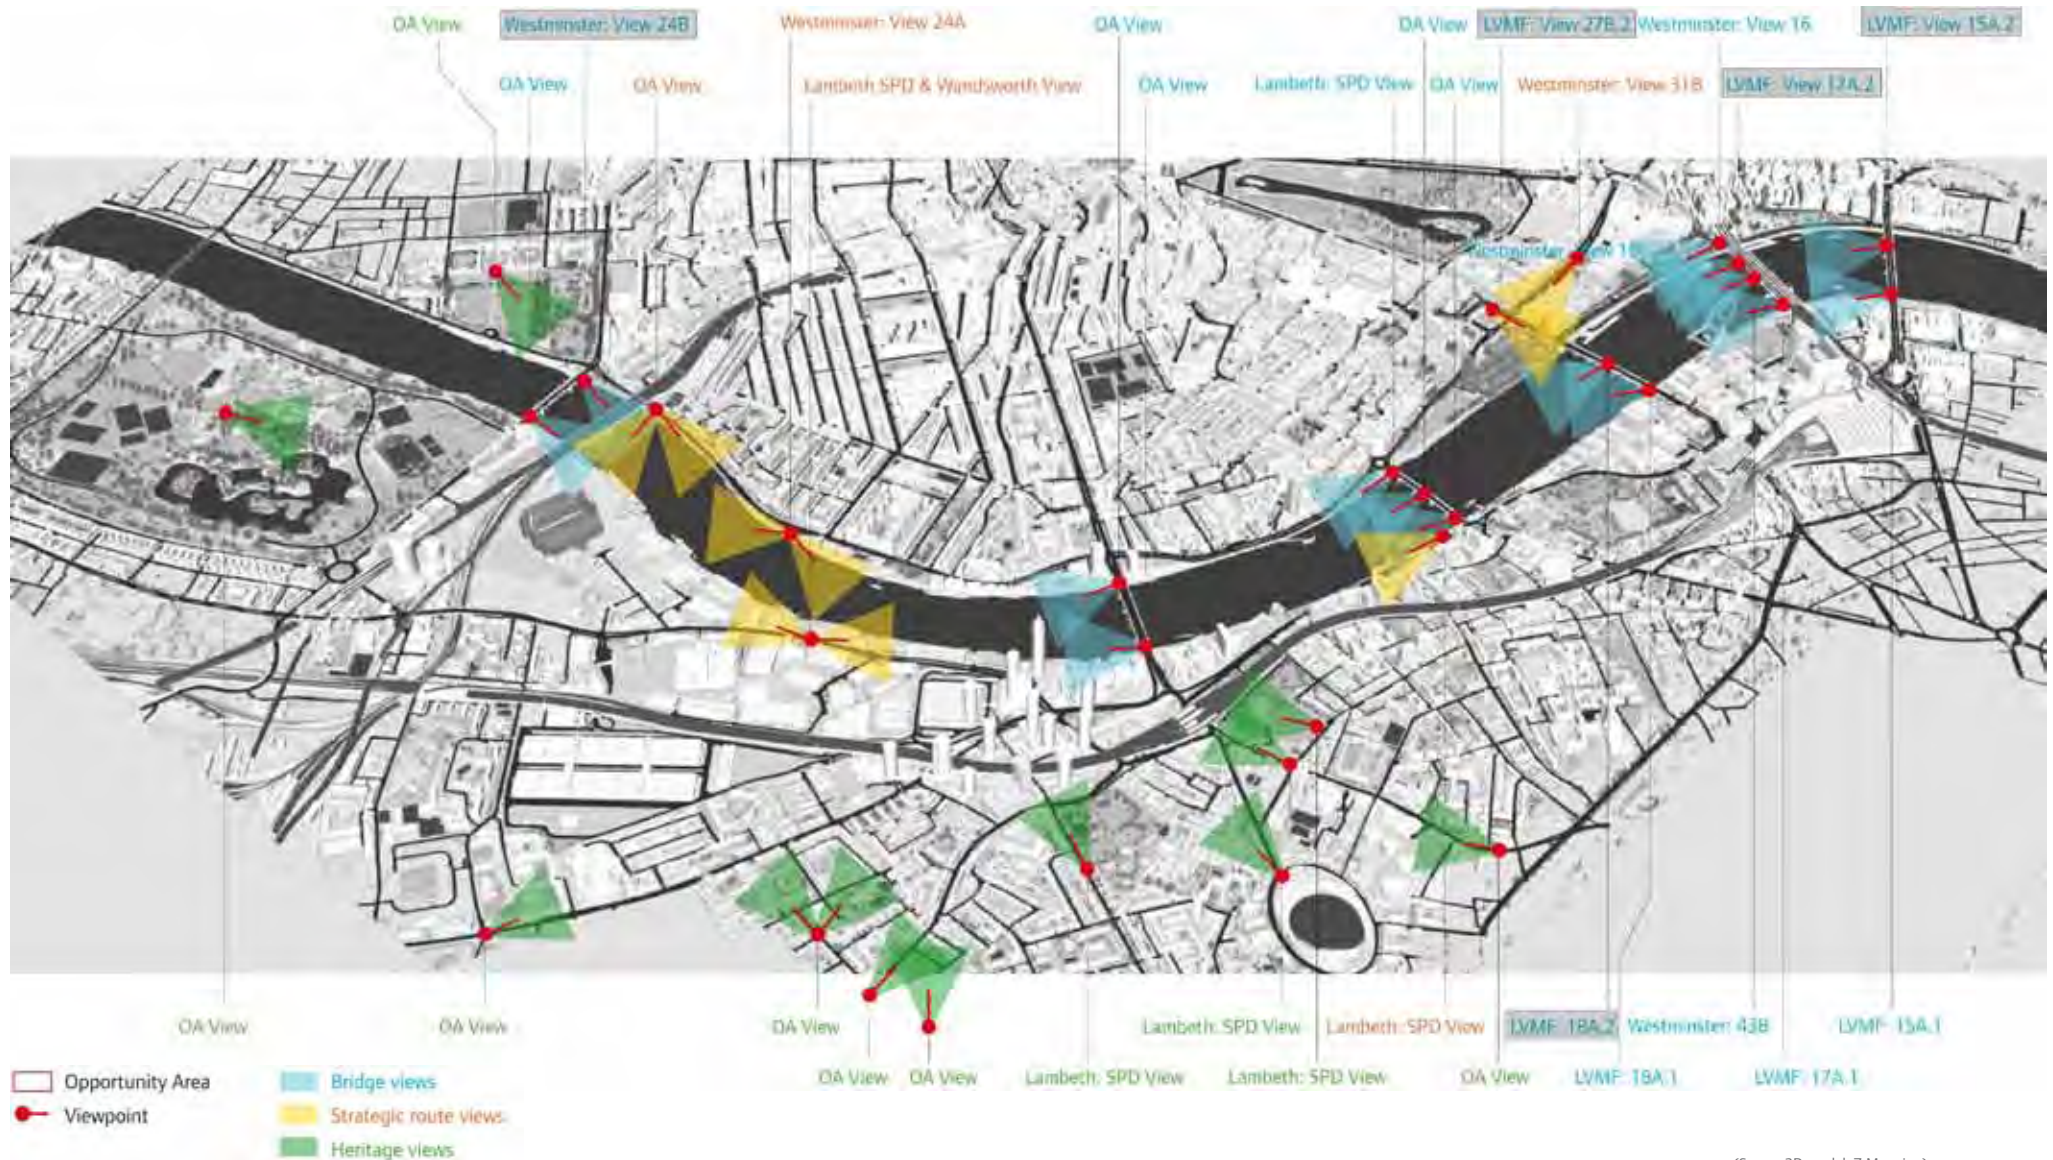 OA View
Westminster: View 24B
Westminster: View 24A
OA View
OA View
LVMF: View 27B.2
Westminster: View 16
LVMF: View 15A.2
OA View
OA View
Lambeth SPD & Wandsworth View
OA View
Lambeth: SPD View
OA View
Westminster: View 31B
LVMF: View 17A.2
OA View
OA View
OA View
Lambeth: SPD View
Lambeth: SPD View
LVMF: 18A.2
Westminster: 43B
LVMF: 15A.1
OA View
OA View
Lambeth: SPD View
Lambeth: SPD View
OA View
LVMF: 18A.1
LVMF: 17A.1
Opportunity Area
Viewpoint
Bridge views
Strategic route views
Heritage views